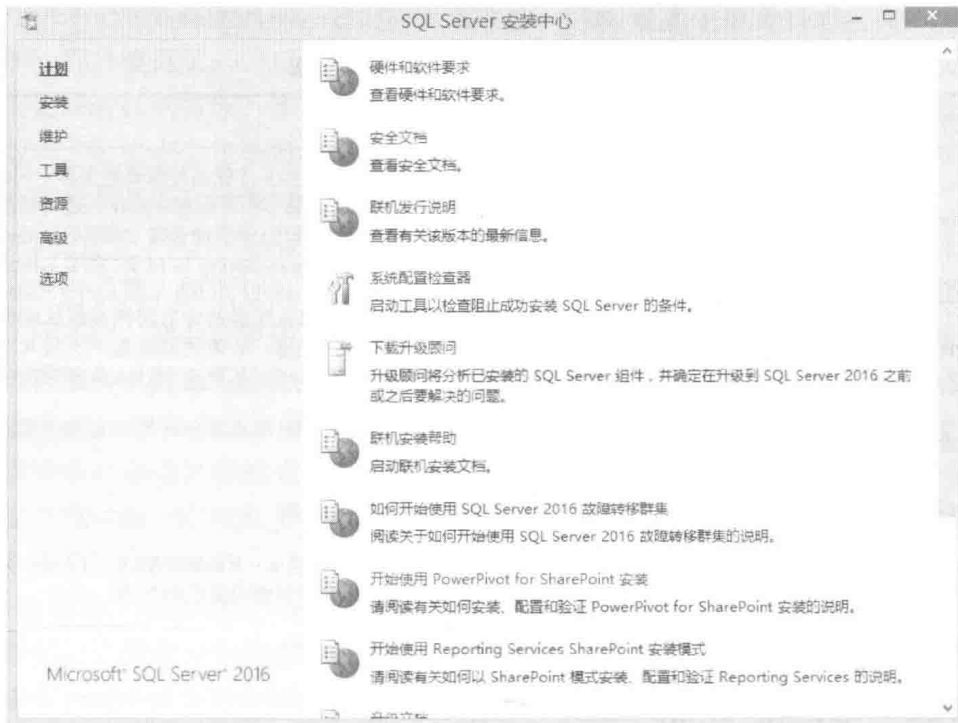 SQL Server 安装中心
计划
安装
维护
工具
资源
高级
选项
Microsoft® SQL Server® 2016
硬件和软件要求
查看硬件和软件要求。
安全文档
查看安全文档。
联机发行说明
查看有关该版本的最新信息。
系统配置检查器
启动工具以检查阻止成功安装 SQL Server 的条件。
下载升级顾问
升级顾问将分析已安装的 SQL Server 组件，并确定在升级到 SQL Server 2016 之前
或之后要解决的问题。
联机安装帮助
启动联机安装文档。
如何开始使用 SQL Server 2016 故障转移群集
阅读关于如何开始使用 SQL Server 2016 故障转移群集的说明。
开始使用 PowerPivot for SharePoint 安装
请阅读有关如何安装、配置和验证 PowerPivot for SharePoint 安装的说明。
开始使用 Reporting Services SharePoint 安装模式
请阅读有关如何以 SharePoint 模式安装、配置和验证 Reporting Services 的说明。
升级文档